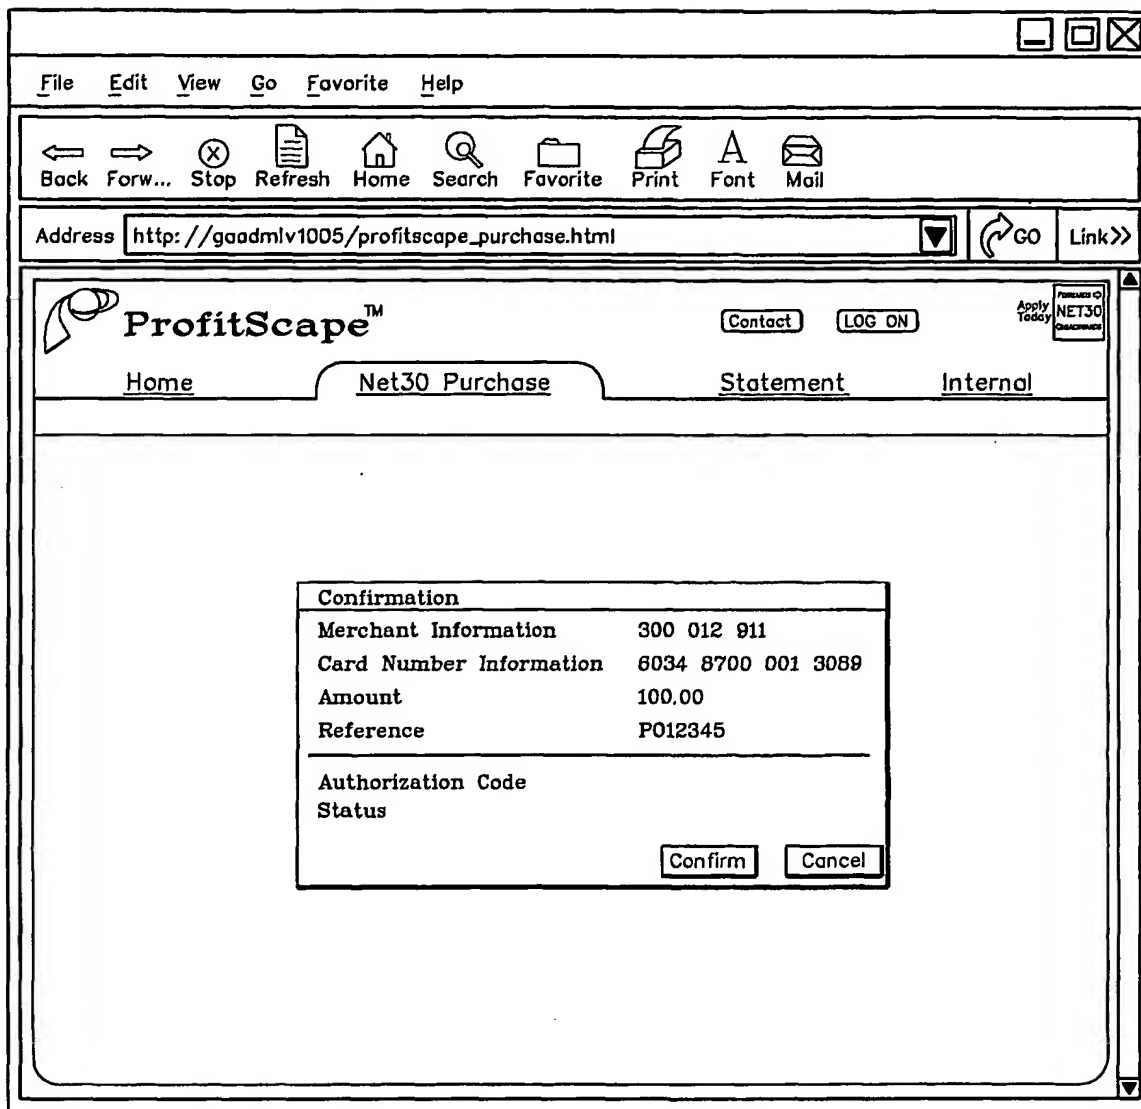 File Edit View Go Favorite Help
Back Forw... Stop Refresh Home Search Favorite Print Font Mail
Address http://gaadmlv1005/profitscape_purchase.html GO Link>>
ProfitScape™ Contact LOG ON Apply Today NET30
Home Net30 Purchase Statement Internal
Confirmation
Merchant Information 300 012 911
Card Number Information 6034 8700 001 3089
Amount 100.00
Reference PO12345
Authorization Code
Status
Confirm Cancel